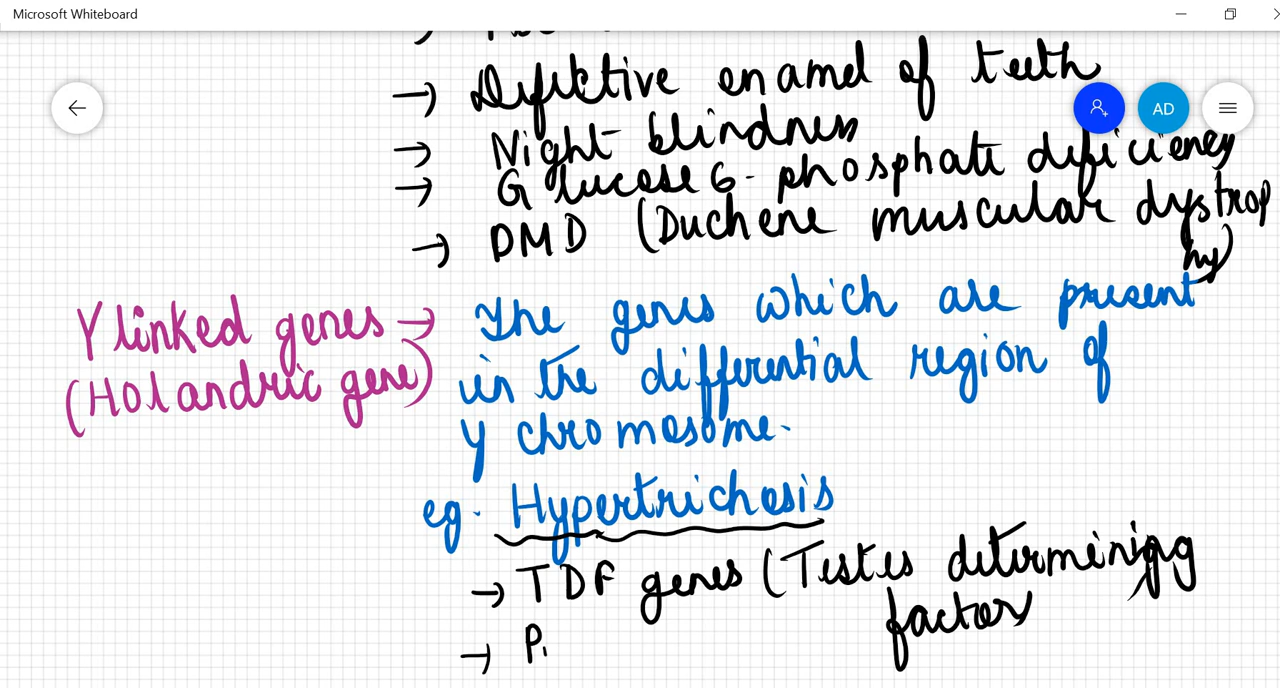 Microsoft Whiteboard
→ Defective enamel of teeth
AD
→ Night blindness
→ Glucose 6-phosphate deficiency
→ DMD (Duchene muscular dystrop
hy)
Y linked genes → The genes which are present
(Holandric gene) in the differential region of
Y chromosome.
eg. Hypertrichosis
→ TDF genes (Testes determining
factor
→ P